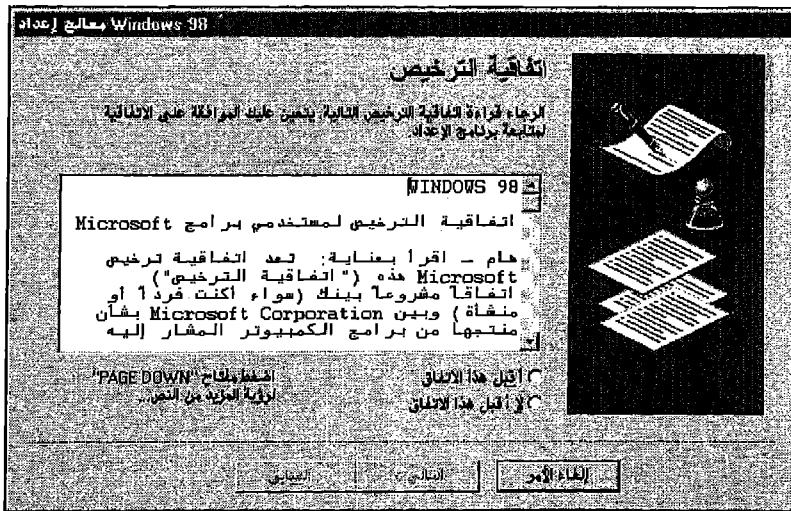 معالج إعداد Windows 98
اتفاقية الترخيص
الرجاء قراءة اتفاقية الترخيص التالية. يتعين عليك الموافقة على الاتفاقية
لمتابعة برنامج الإعداد.
WINDOWS 98
اتفاقية الترخيص لمستخدمي برامج Microsoft
هام - اقرأ بعناية: تعد اتفاقية ترخيص
Microsoft هذه ("اتفاقية الترخيص")
اتفاقاً مشروعاً بينك (سواء أكنت فرداً أو
منشأة) وبين Microsoft Corporation بشأن
منتجها من برامج الكمبيوتر المشار إليه
أقبل هذا الاتفاق
لا أقبل هذا الاتفاق
اضغط مفتاح "PAGE DOWN"
لرؤية المزيد من النص...
إلغاء الأمر
التالي >
< السابق